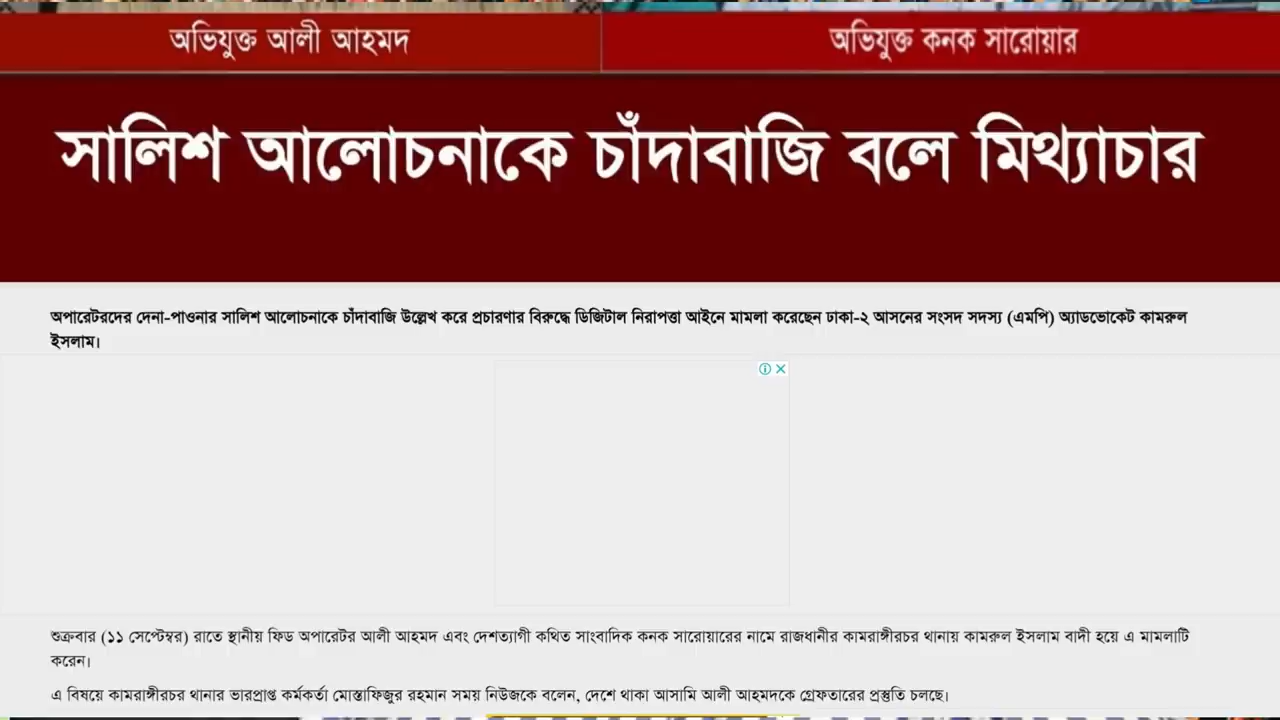 অভিযুক্ত আলী আহমদ
অভিযুক্ত কনক সারোয়ার
সালিশ আলোচনাকে চাঁদাবাজি বলে মিথ্যাচার
অপারেটরদের দেনা-পাওনার সালিশ আলোচনাকে চাঁদাবাজি উল্লেখ করে প্রচারণার বিরুদ্ধে ডিজিটাল নিরাপত্তা আইনে মামলা করেছেন ঢাকা-২ আসনের সংসদ সদস্য (এমপি) অ্যাডভোকেট কামরুল
ইসলাম।
শুক্রবার (১১ সেপ্টেম্বর) রাতে স্থানীয় ফিড অপারেটর আলী আহমদ এবং দেশত্যাগী কথিত সাংবাদিক কনক সারোয়ারের নামে রাজধানীর কামরাঙ্গীরচর থানায় কামরুল ইসলাম বাদী হয়ে এ মামলাটি
করেন।
এ বিষয়ে কামরাঙ্গীরচর থানার ভারপ্রাপ্ত কর্মকর্তা মোস্তাফিজুর রহমান সময় নিউজকে বলেন, দেশে থাকা আসামি আলী আহমদকে গ্রেফতারের প্রস্তুতি চলছে।